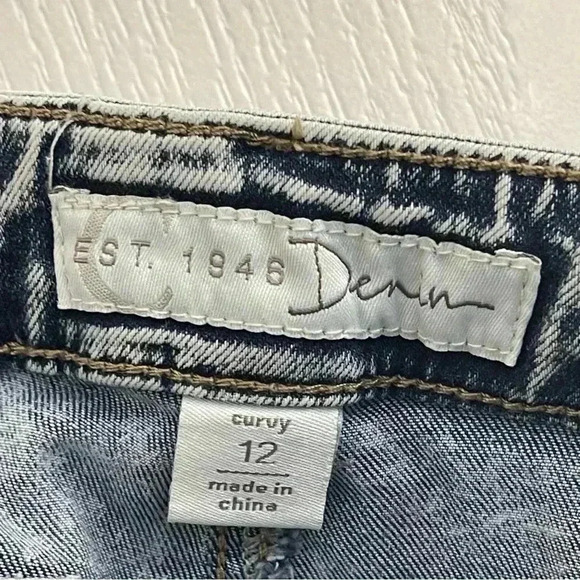 C
EST. 1946 Denim
curvy
12
made in
china